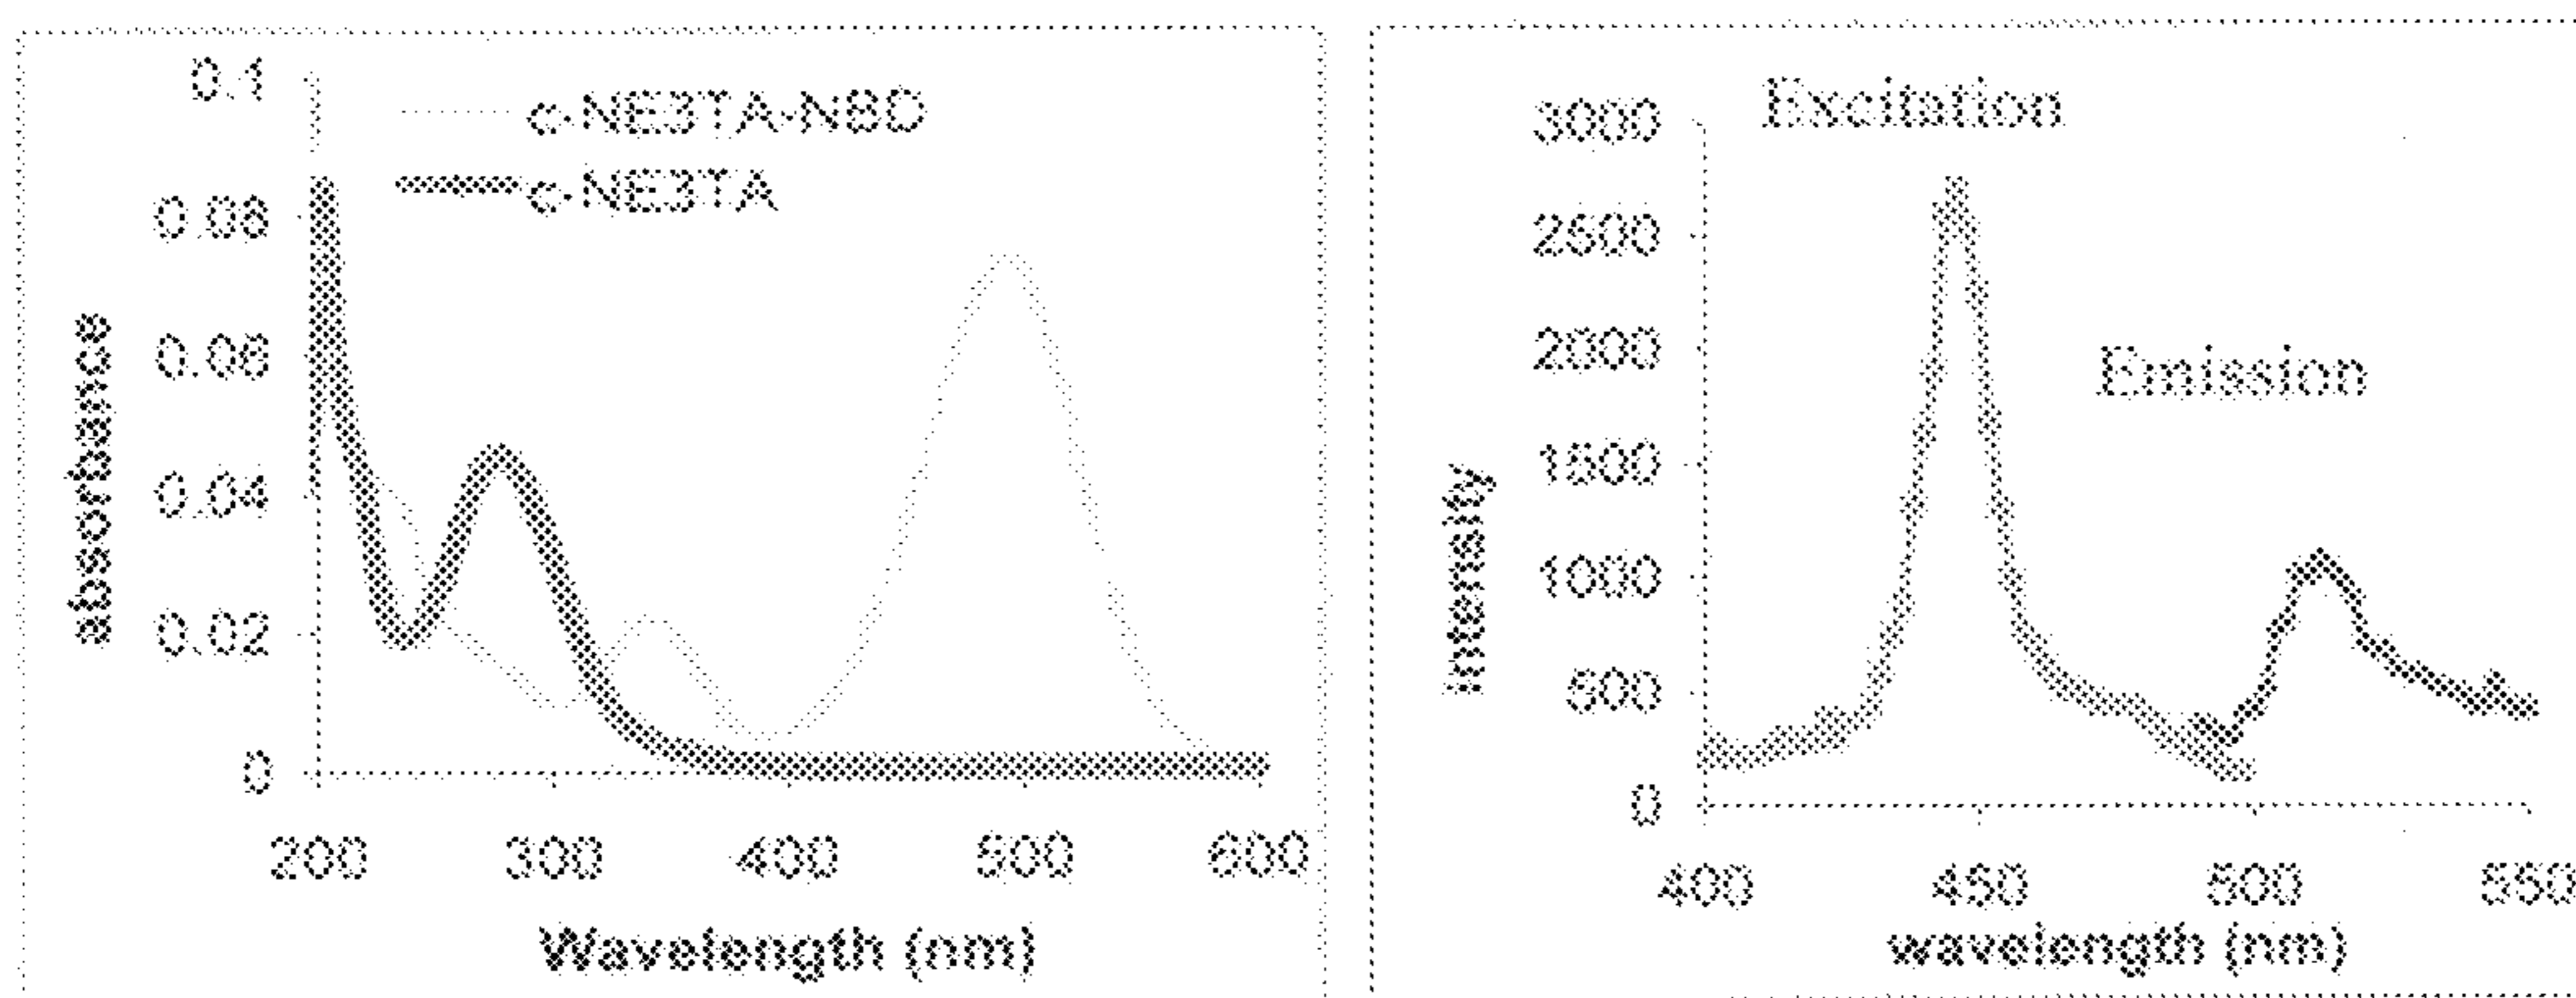 0.1
c-NE3TA-NBD
c-NE3TA
0.08
0.06
0.04
0.02
0
absorbance
200 300 400 500 600
Wavelength (nm)
Excitation
Emission
3000
2500
2000
1500
1000
500
0
intensity
400 450 500 550
wavelength (nm)